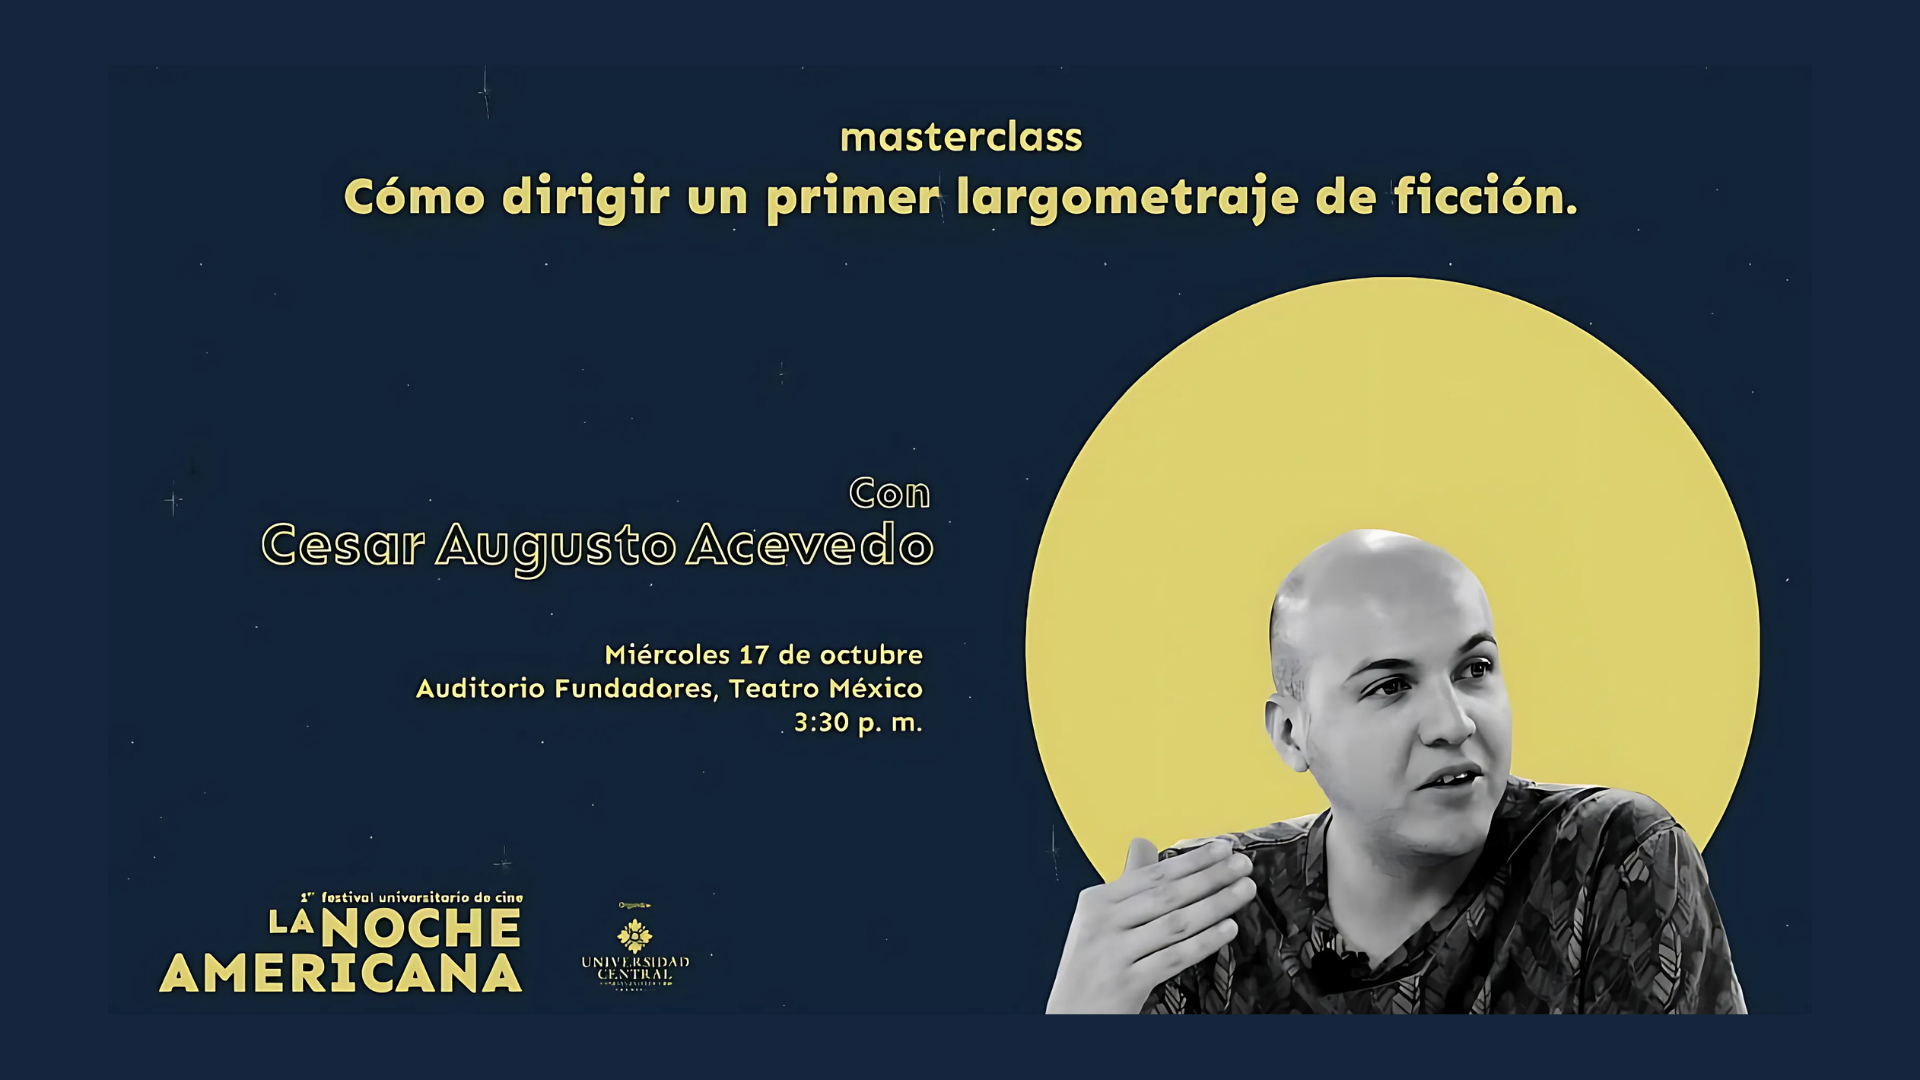 masterclass
Cómo dirigir un primer largometraje de ficción.
Con
Cesar Augusto Acevedo
Miércoles 17 de octubre
Auditorio Fundadores, Teatro México
3:30 p. m.
1er festival universitario de cine
LA NOCHE
AMERICANA
UNIVERSIDAD
CENTRAL